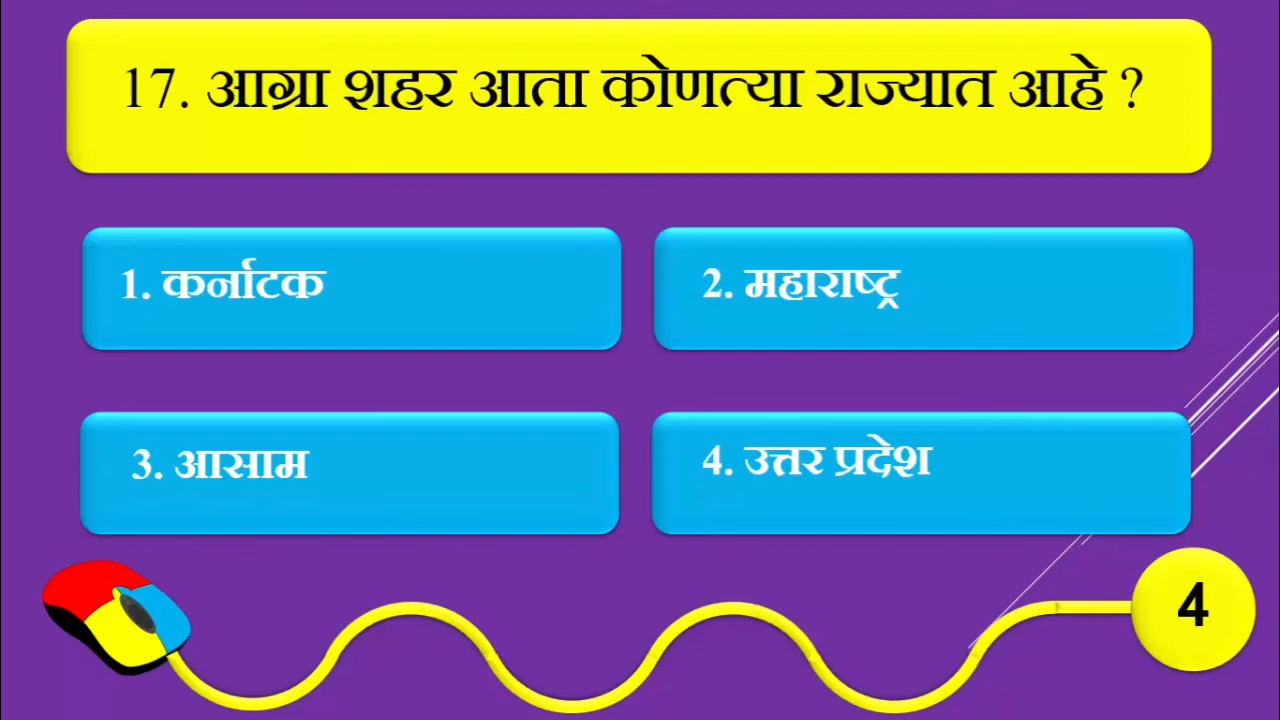 17. आग्रा शहर आता कोणत्या राज्यात आहे ?
1. कर्नाटक
2. महाराष्ट्र
3. आसाम
4. उत्तर प्रदेश
4